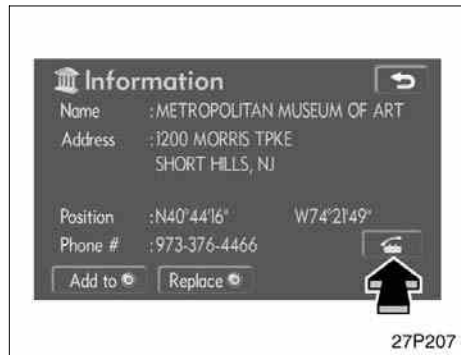 Information
Name :METROPOLITAN MUSEUM OF ART
Address :1200 MORRIS TPKE
SHORT HILLS, NJ
Position :N40°44'16" W74°21'49"
Phone # :973-376-4466
Add to Replace
27P207